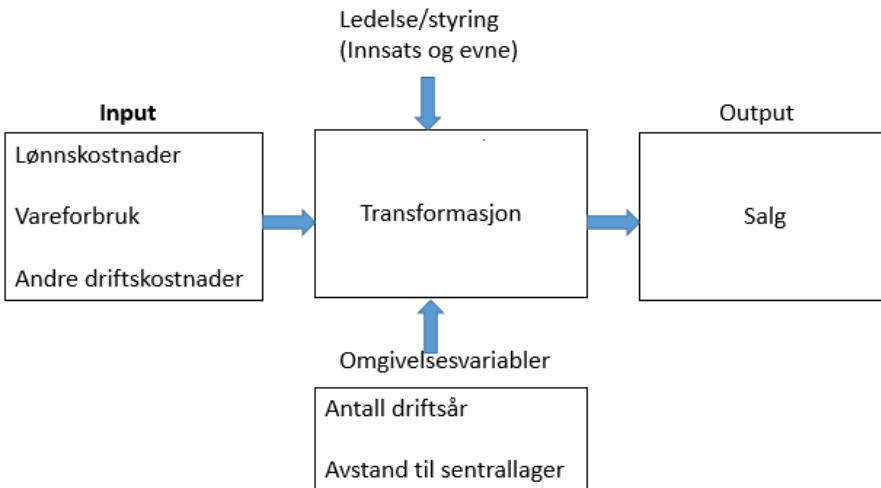 Ledelse/styring
(Innsats og evne)
Input
Lønnskostnader
Vareforbruk
Andre driftskostnader
Transformasjon
Output
Salg
Omgivelsesvariabler
Antall driftsår
Avstand til sentrallager